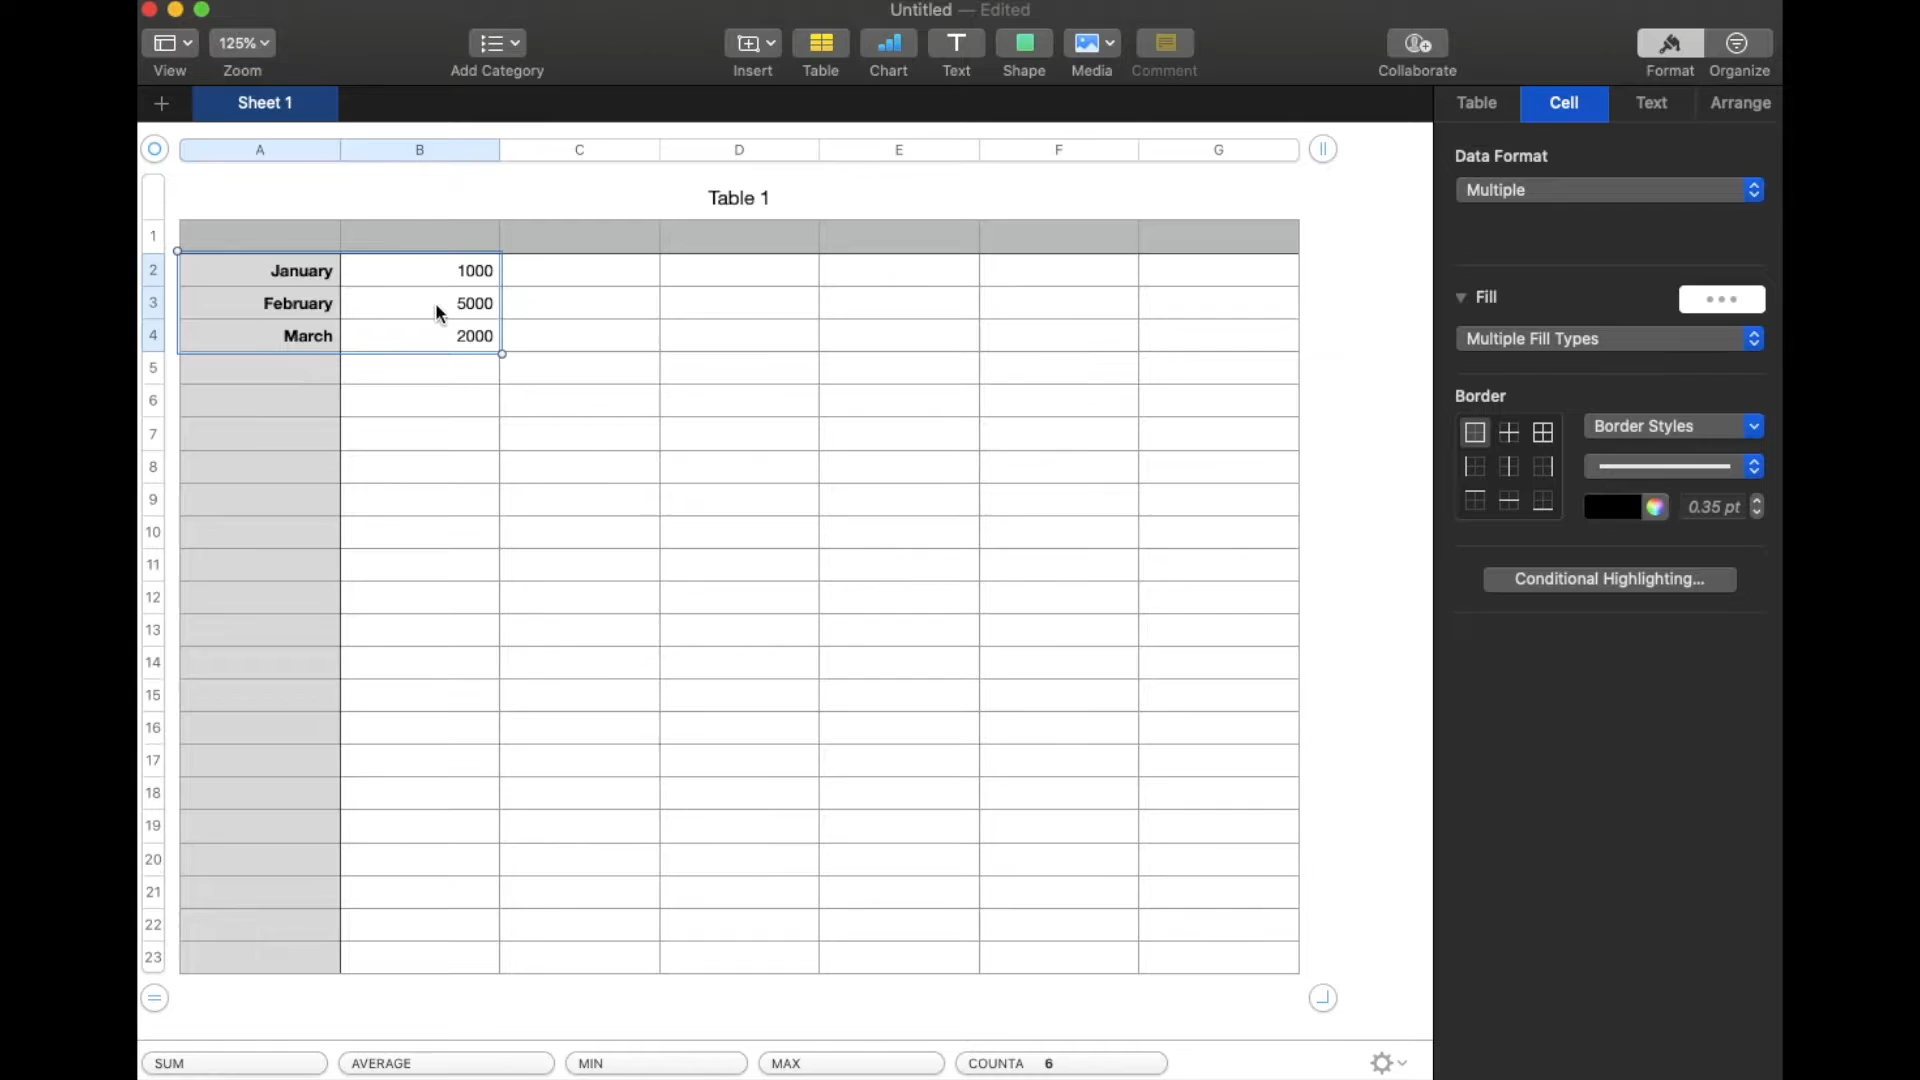 Untitled — Edited
125%
View Zoom Add Category Insert Table Chart Text Shape Media Comment Collaborate Format Organize
+ Sheet 1 Table Cell Text Arrange
A B C D E F G
Data Format
Multiple
Table 1
1
2 January 1000
3 February 5000
4 March 2000
5
6
7
8
9
10
11
12
13
14
15
16
17
18
19
20
21
22
23
Fill
Multiple Fill Types
Border
Border Styles
0.35 pt
Conditional Highlighting...
SUM AVERAGE MIN MAX COUNTA 6